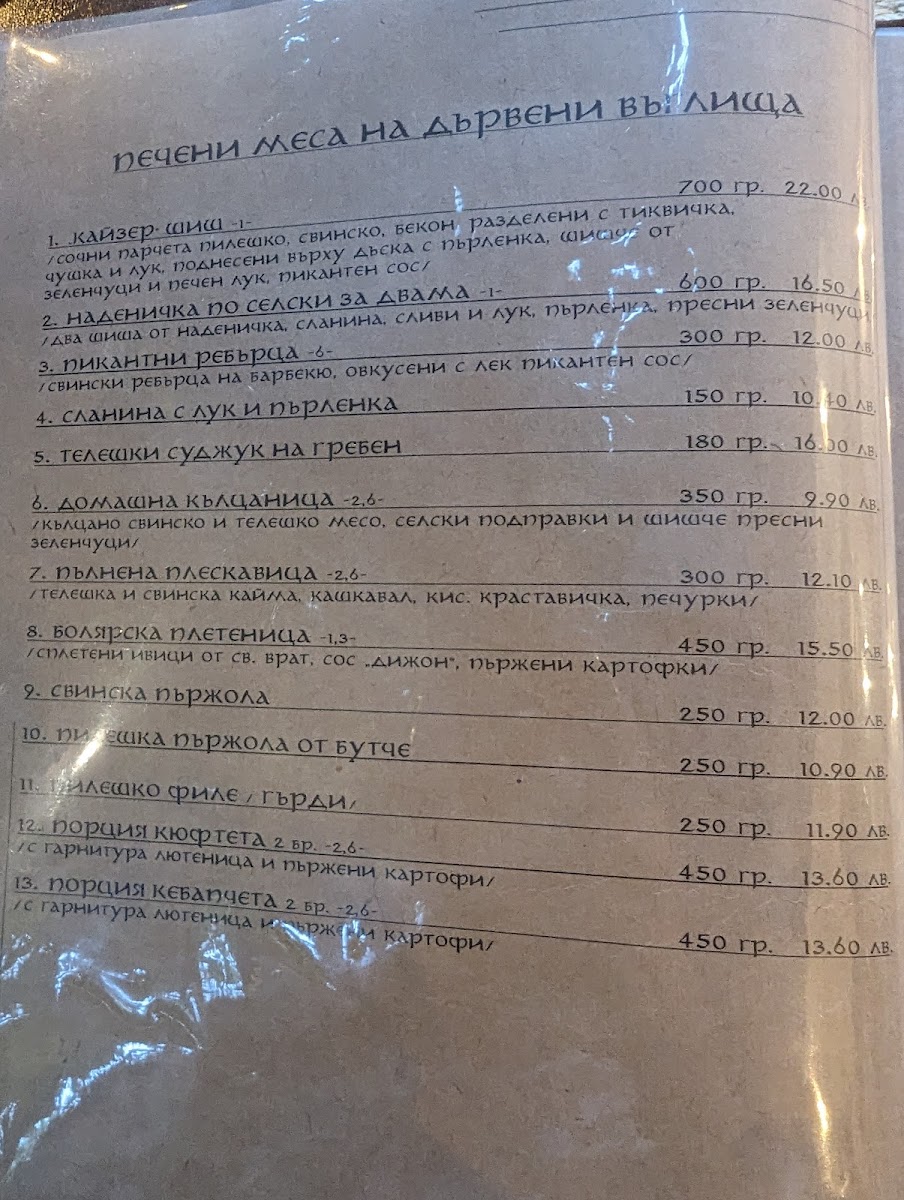 ПЕЧЕНИ МЕСА НА ДЪРВЕНИ ВЪГЛИЩА
1. КАЙЗЕР ШИШ -1- 700 гр. 22.00 лв.
/СОЧНИ ПАРЧЕТА ПИЛЕШКО, СВИНСКО, БЕКОН, РАЗДЕЛЕНИ С ТИКВИЧКА,
ЧУШКА И ЛУК, ПОДНЕСЕНИ ВЪРХУ ДЪСКА С ПЪРЛЕНКА, ШИШЧЕ ОТ
ЗЕЛЕНЧУЦИ И ПЕЧЕН ЛУК, ПИКАНТЕН СОС/
2. НАДЕНИЧКА ПО СЕЛСКИ ЗА ДВАМА -1- 600 гр. 16.50 лв.
/ДВА ШИША ОТ НАДЕНИЧКА, СЛАНИНА, СЛИВИ И ЛУК, ПЪРЛЕНКА, ПРЕСНИ ЗЕЛЕНЧУЦИ
3. ПИКАНТНИ РЕБЪРЦА -6- 300 гр. 12.00 лв.
/СВИНСКИ РЕБЪРЦА НА БАРБЕКЮ, ОВКУСЕНИ С ЛЕК ПИКАНТЕН СОС/
4. СЛАНИНА С ЛУК И ПЪРЛЕНКА 150 гр. 10.40 лв.
5. ТЕЛЕШКИ СУДЖУК НА ГРЕБЕН 180 гр. 16.00 лв.
6. ДОМАШНА КЪЛЦАНИЦА -2,6- 350 гр. 9.90 лв.
/КЪЛЦАНО СВИНСКО И ТЕЛЕШКО МЕСО, СЕЛСКИ ПОДПРАВКИ И ШИШЧЕ ПРЕСНИ
ЗЕЛЕНЧУЦИ/
7. ПЪЛНЕНА ПЛЕСКАВИЦА -2,6- 300 гр. 12.10 лв.
/ТЕЛЕШКА И СВИНСКА КАЙМА, КАШКАВАЛ, КИС. КРАСТАВИЧКА, ПЕЧУРКИ/
8. БОЛЯРСКА ПЛЕТЕНИЦА -1,3- 450 гр. 15.50 лв.
/СПЛЕТЕНИ ИВИЦИ ОТ СВ. ВРАТ, СОС „ДИЖОН", ПЪРЖЕНИ КАРТОФКИ/
9. СВИНСКА ПЪРЖОЛА 250 гр. 12.00 лв.
10. ПИЛЕШКА ПЪРЖОЛА ОТ БУТЧЕ 250 гр. 10.90 лв.
11. ПИЛЕШКО ФИЛЕ /ГЪРДИ/ 250 гр. 11.90 лв.
12. ПОРЦИЯ КЮФТЕТА 2 БР. -2,6- 450 гр. 13.60 лв.
/С ГАРНИТУРА ЛЮТЕНИЦА И ПЪРЖЕНИ КАРТОФИ/
13. ПОРЦИЯ КЕБАПЧЕТА 2 БР. -2,6- 450 гр. 13.60 лв.
/С ГАРНИТУРА ЛЮТЕНИЦА И ПЪРЖЕНИ КАРТОФИ/